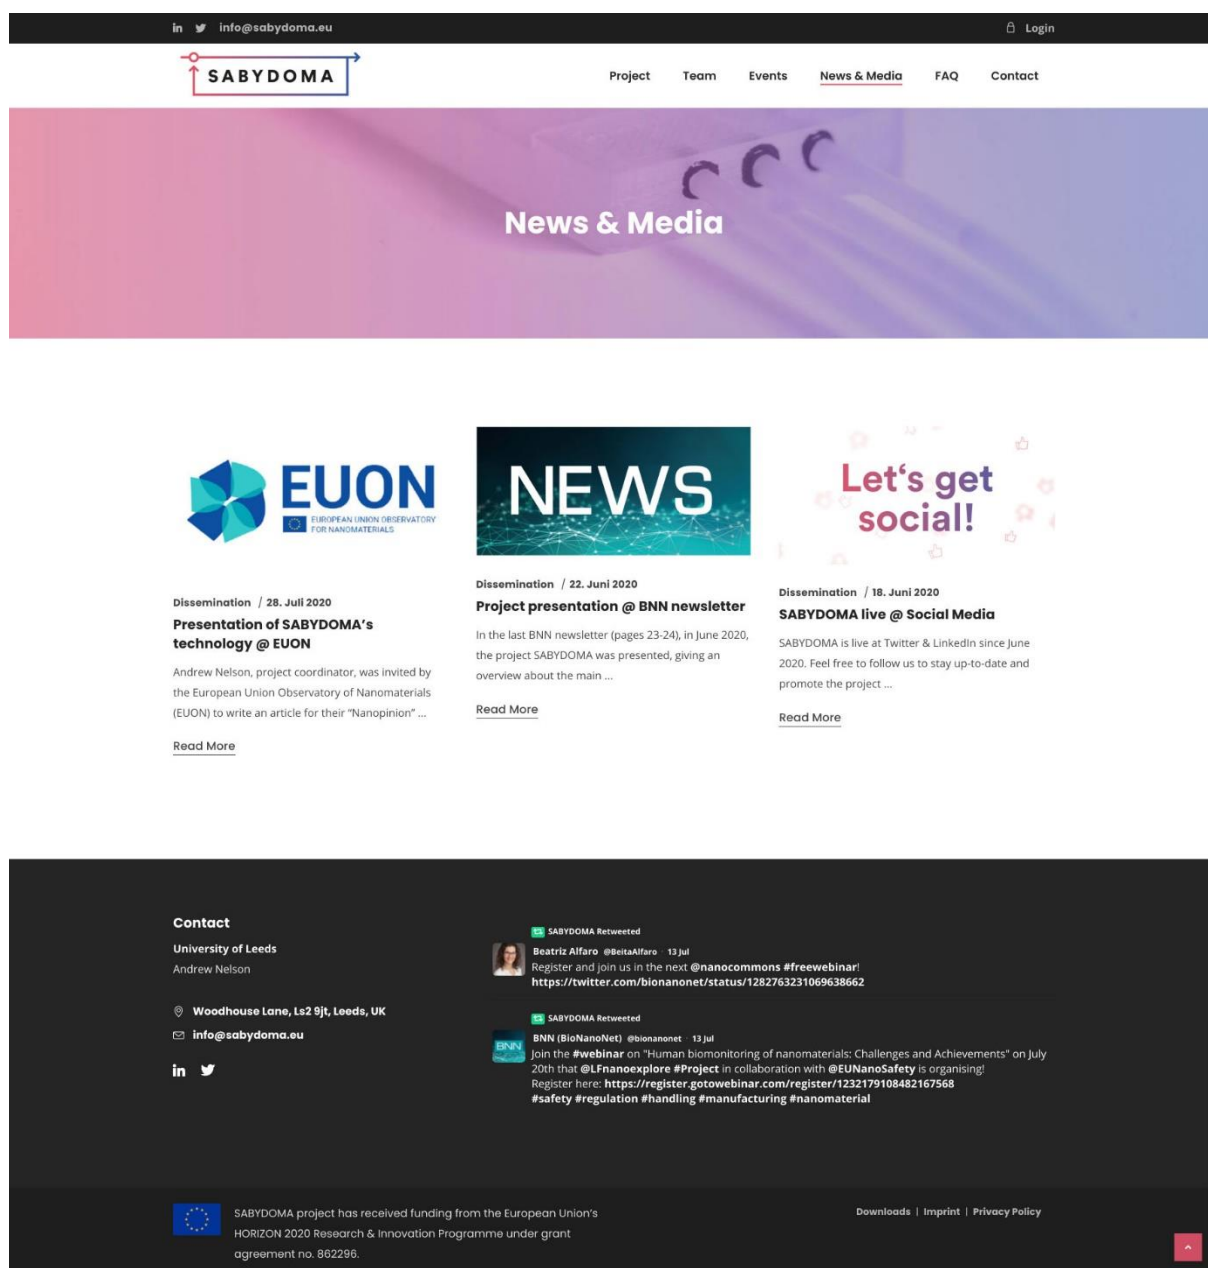 in info@sabydoma.eu
Login
SABYDOMA
Project Team Events News & Media FAQ Contact
News & Media
EUON
EUROPEAN UNION OBSERVATORY
FOR NANOMATERIALS
Dissemination / 28. Juli 2020
Presentation of SABYDOMA’s
technology @ EUON
Andrew Nelson, project coordinator, was invited by
the European Union Observatory of Nanomaterials
(EUON) to write an article for their “Nanopinion” ...
Read More
NEWS
Dissemination / 22. Juni 2020
Project presentation @ BNN newsletter
In the last BNN newsletter (pages 23-24), in June 2020,
the project SABYDOMA was presented, giving an
overview about the main ...
Read More
Let‘s get
social!
Dissemination / 18. Juni 2020
SABYDOMA live @ Social Media
SABYDOMA is live at Twitter & LinkedIn since June
2020. Feel free to follow us to stay up-to-date and
promote the project ...
Read More
Contact
University of Leeds
Andrew Nelson
Woodhouse Lane, Ls2 9jt, Leeds, UK
info@sabydoma.eu
in
SABYDOMA Retweeted
Beatriz Alfaro @BeitaAlfaro · 13 Jul
Register and join us in the next @nanocommons #freewebinar!
https://twitter.com/bionanonet/status/1282763231069638662
SABYDOMA Retweeted
BNN
BNN (BioNanoNet) @bionanonet · 13 Jul
Join the #webinar on "Human biomonitoring of nanomaterials: Challenges and Achievements" on July
20th that @LFnanoexplore #Project in collaboration with @EUNanoSafety is organising!
Register here: https://register.gotowebinar.com/register/1232179108482167568
#safety #regulation #handling #manufacturing #nanomaterial
SABYDOMA project has received funding from the European Union’s
HORIZON 2020 Research & Innovation Programme under grant
agreement no. 862296.
Downloads | Imprint | Privacy Policy